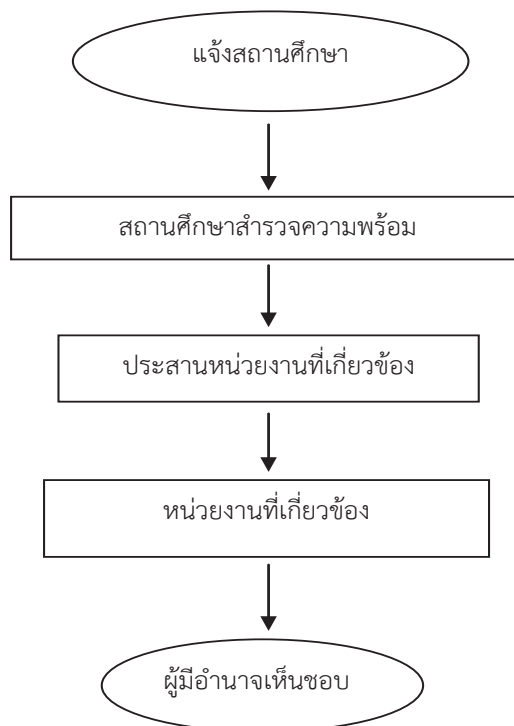 แจ้งสถานศึกษา
สถานศึกษาสำรวจความพร้อม
ประสานหน่วยงานที่เกี่ยวข้อง
หน่วยงานที่เกี่ยวข้อง
ผู้มีอำนาจเห็นชอบ